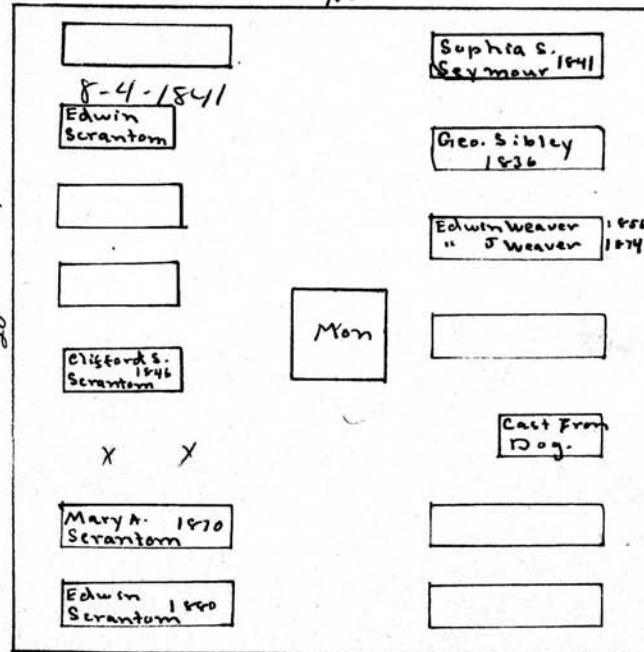 8-4-1841
Edwin
Scrantom
Clifford S.
1846
Scrantom
X X
Mary A. 1870
Scrantom
Edwin
1880
Scrantom
Mon
Sophia S.
1841
Seymour
Geo. Sibley
1836
Edwin Weaver
" J Weaver 1874
Cast Iron
Dog.